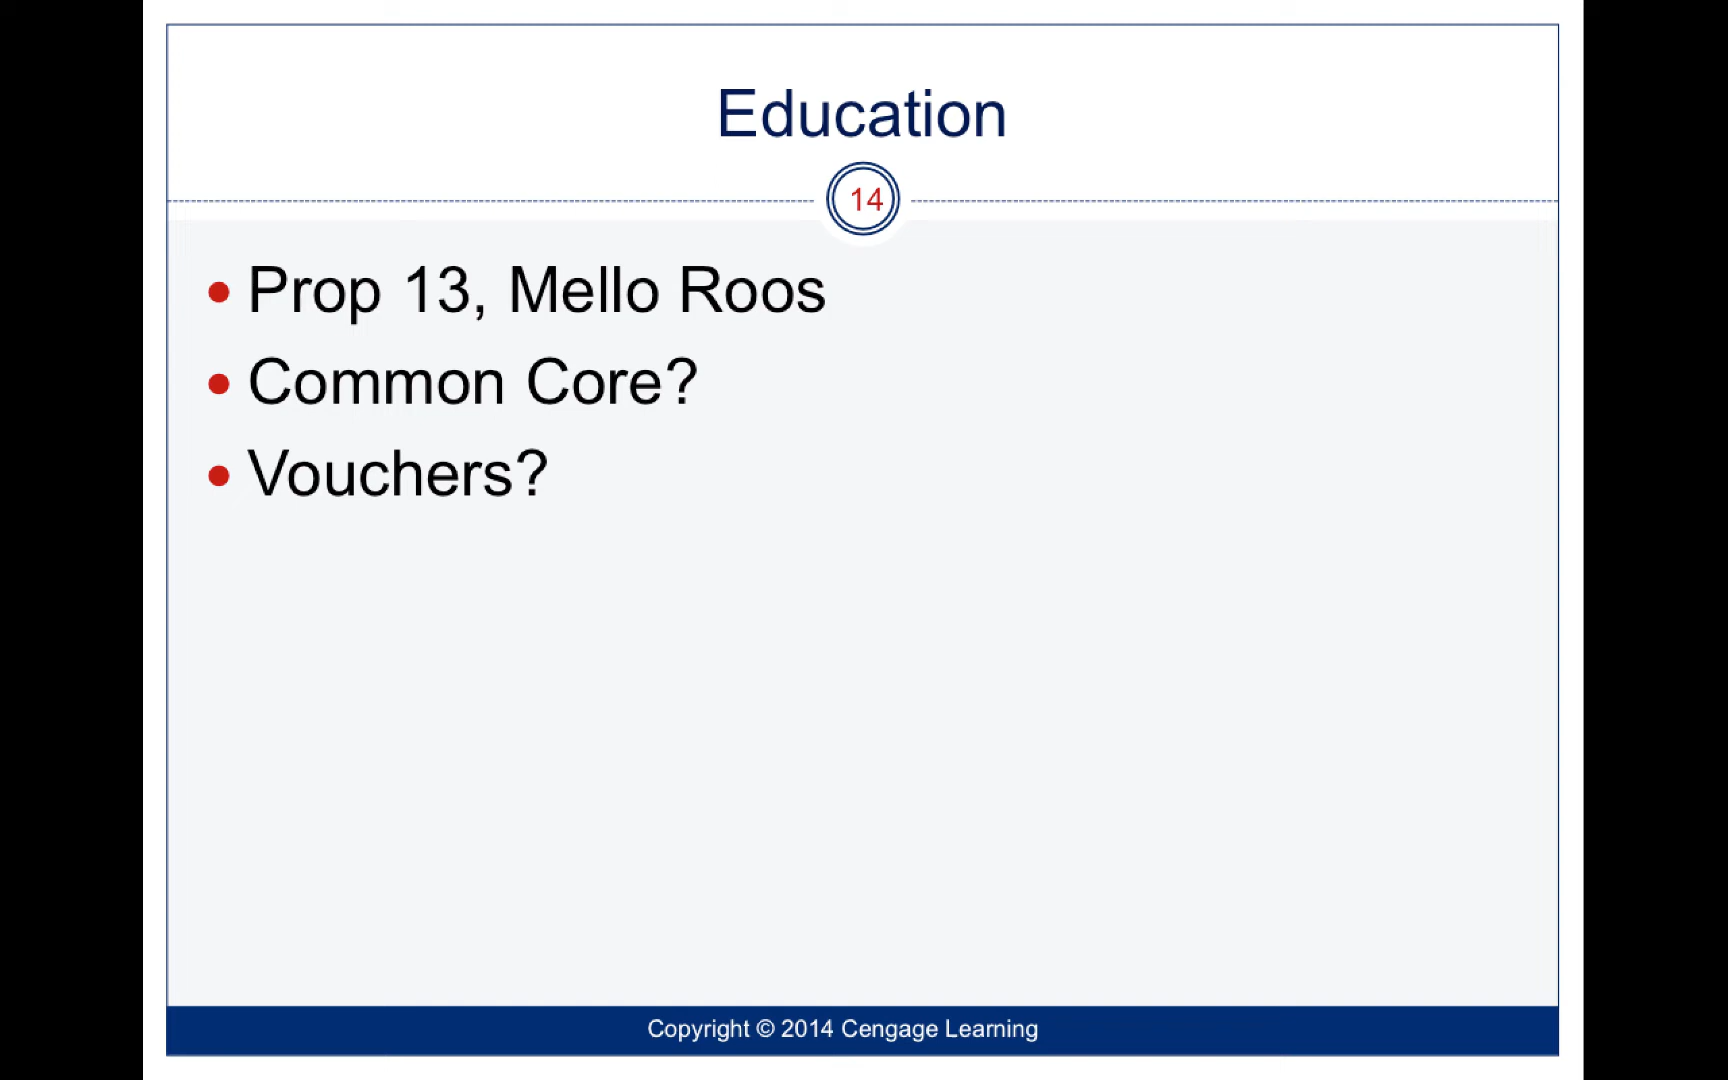 Education
14
• Prop 13, Mello Roos
• Common Core?
• Vouchers?
Copyright © 2014 Cengage Learning